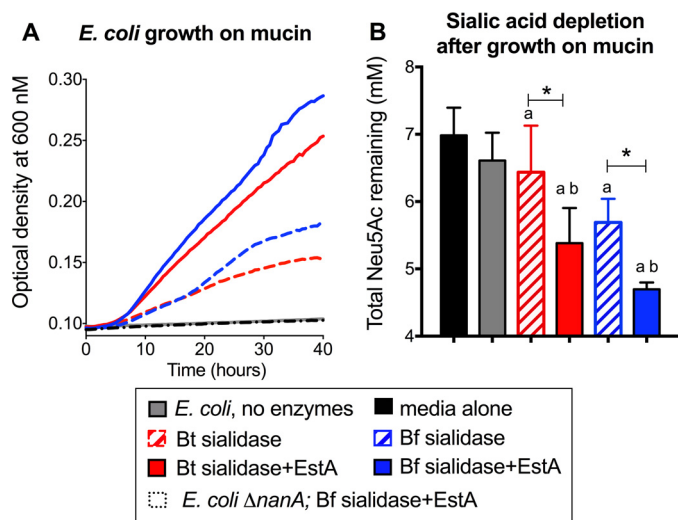 A
E. coli growth on mucin
Optical density at 600 nM
0.30
0.25
0.20
0.15
0.10
0
10
20
30
40
Time (hours)
B
Sialic acid depletion
after growth on mucin
Total Neu5Ac remaining (mM)
8
7
6
5
4
a
*
a b
a
*
a b
E. coli, no enzymes
media alone
Bt sialidase
Bf sialidase
Bt sialidase+EstA
Bf sialidase+EstA
E. coli ΔnanA; Bf sialidase+EstA